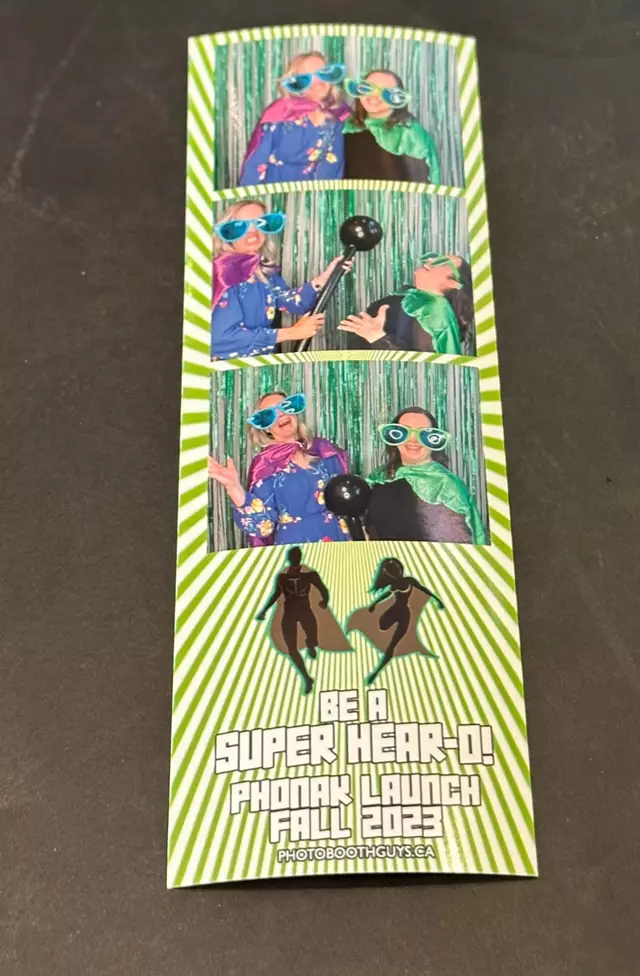 BE A
SUPER HEAR-O!
PHONAK LAUNCH
FALL 2023
PHOTOBOOTHGUYS.CA